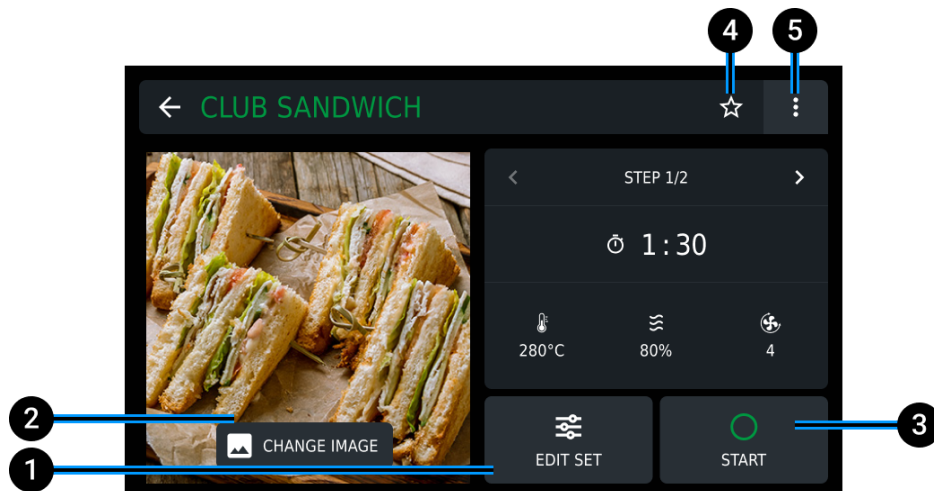 4 5
CLUB SANDWICH
STEP 1/2
1:30
280°C 80% 4
2
CHANGE IMAGE
3
1
EDIT SET START